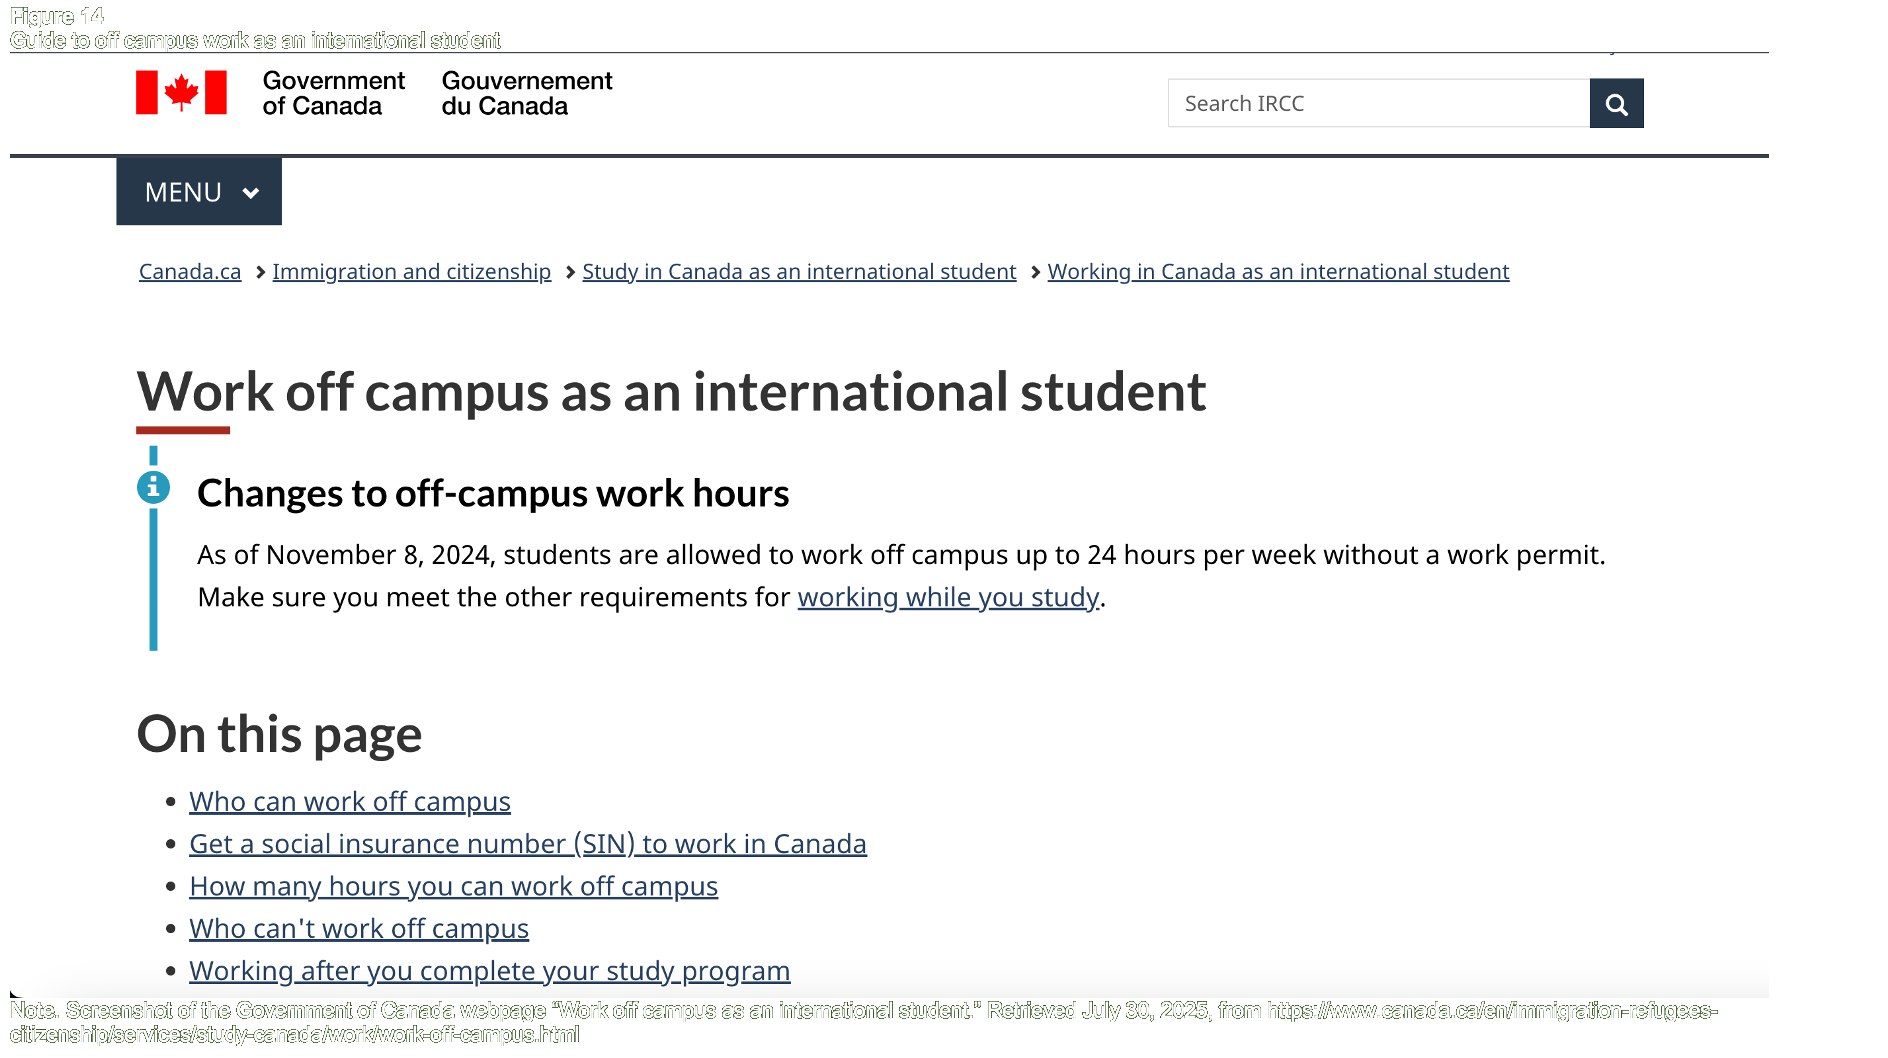 Figure 14
Guide to off campus work as an international student
Government of Canada
Gouvernement du Canada
Search IRCC
MENU
Canada.ca > Immigration and citizenship > Study in Canada as an international student > Working in Canada as an international student
Work off campus as an international student
Changes to off-campus work hours
As of November 8, 2024, students are allowed to work off campus up to 24 hours per week without a work permit.
Make sure you meet the other requirements for working while you study.
On this page
• Who can work off campus
• Get a social insurance number (SIN) to work in Canada
• How many hours you can work off campus
• Who can't work off campus
• Working after you complete your study program
Note. Screenshot of the Government of Canada webpage “Work off campus as an international student.” Retrieved July 30, 2025, from https://www.canada.ca/en/immigration-refugees-
citizenship/services/study-canada/work/work-off-campus.html